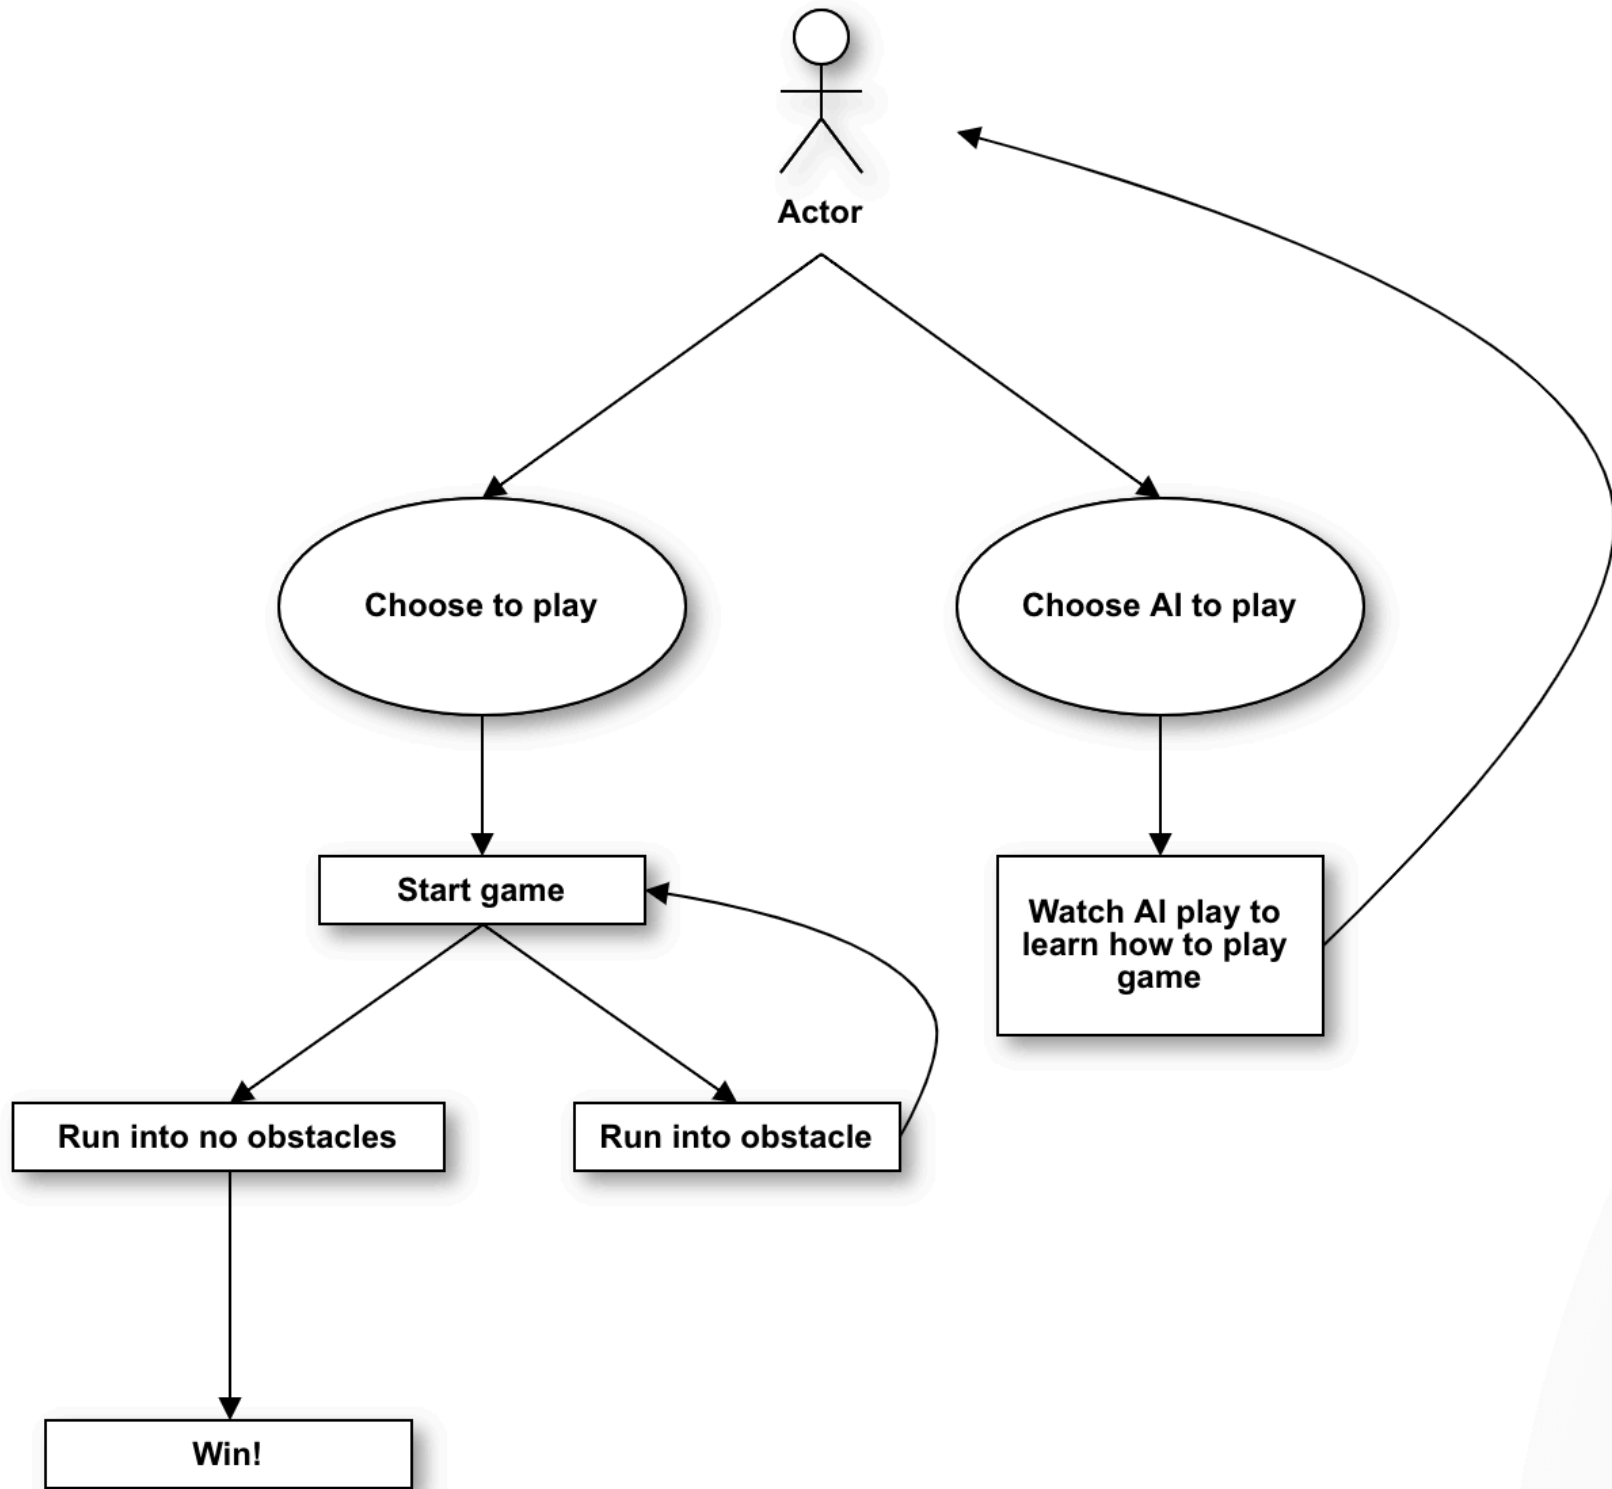 Actor
Choose to play
Choose AI to play
Start game
Watch AI play to
learn how to play
game
Run into no obstacles
Run into obstacle
Win!